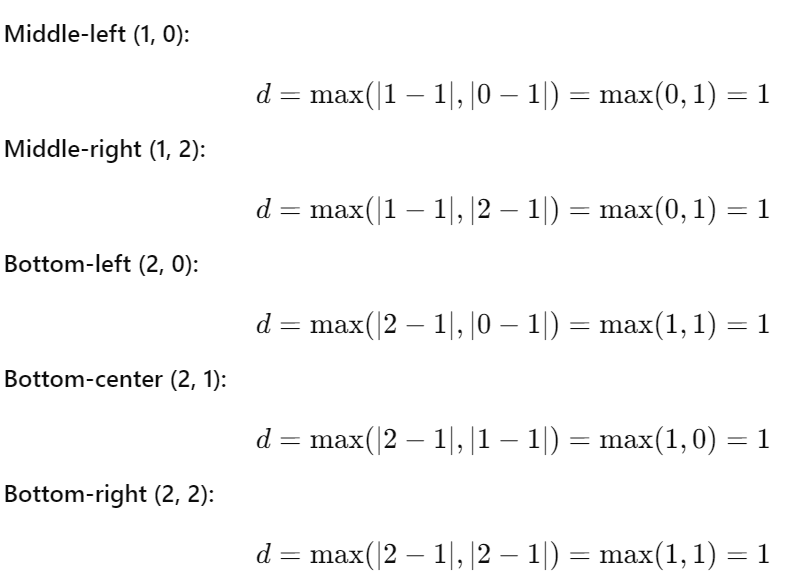 Middle-left (1, 0):
d = max(|1 − 1|, |0 − 1|) = max(0, 1) = 1
Middle-right (1, 2):
d = max(|1 − 1|, |2 − 1|) = max(0, 1) = 1
Bottom-left (2, 0):
d = max(|2 − 1|, |0 − 1|) = max(1, 1) = 1
Bottom-center (2, 1):
d = max(|2 − 1|, |1 − 1|) = max(1, 0) = 1
Bottom-right (2, 2):
d = max(|2 − 1|, |2 − 1|) = max(1, 1) = 1